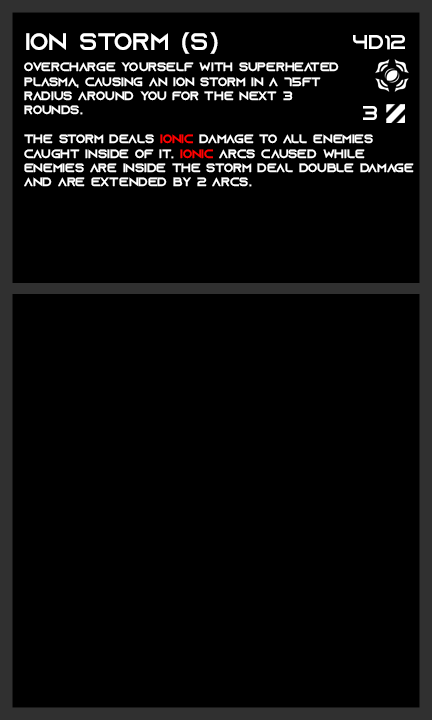 ION STORM (S) 4D12
OVERCHARGE YOURSELF WITH SUPERHEATED
PLASMA, CAUSING AN ION STORM IN A 75FT
RADIUS AROUND YOU FOR THE NEXT 3
ROUNDS.
3
THE STORM DEALS IONIC DAMAGE TO ALL ENEMIES
CAUGHT INSIDE OF IT. IONIC ARCS CAUSED WHILE
ENEMIES ARE INSIDE THE STORM DEAL DOUBLE DAMAGE
AND ARE EXTENDED BY 2 ARCS.